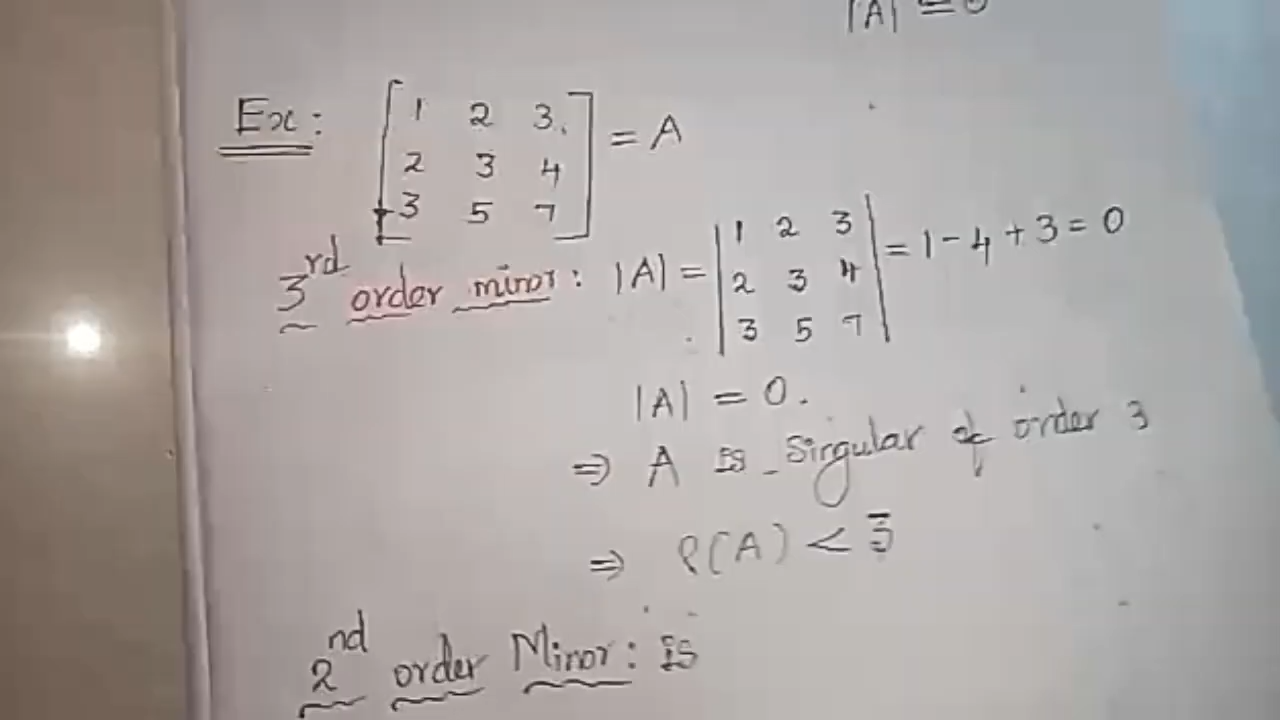 |A| = 0
Ex: [1 2 3
2 3 4
3 5 7] = A
3rd order minor: |A| = |1 2 3
2 3 4
3 5 7| = 1 - 4 + 3 = 0
|A| = 0.
⇒ A is singular of order 3
⇒ ρ(A) < 3
2nd order Minor: is